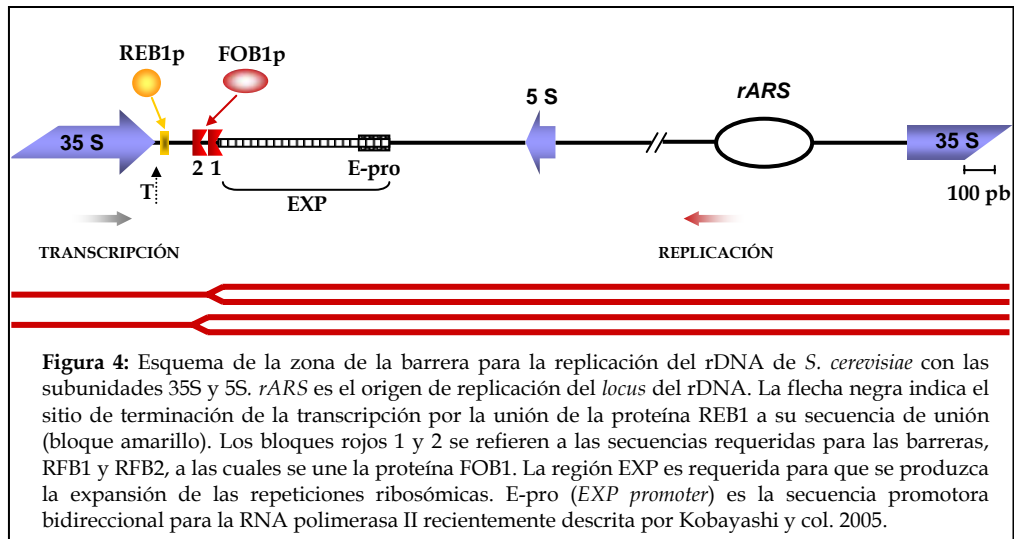 REB1p FOB1p
5 S rARS
35 S 35 S
2 1 E-pro
T EXP 100 pb
TRANSCRIPCIÓN REPLICACIÓN
Figura 4: Esquema de la zona de la barrera para la replicación del rDNA de S. cerevisiae con las
subunidades 35S y 5S. rARS es el origen de replicación del locus del rDNA. La flecha negra indica el
sitio de terminación de la transcripción por la unión de la proteína REB1 a su secuencia de unión
(bloque amarillo). Los bloques rojos 1 y 2 se refieren a las secuencias requeridas para las barreras,
RFB1 y RFB2, a las cuales se une la proteína FOB1. La región EXP es requerida para que se produzca
la expansión de las repeticiones ribosómicas. E-pro (EXP promoter) es la secuencia promotora
bidireccional para la RNA polimerasa II recientemente descrita por Kobayashi y col. 2005.